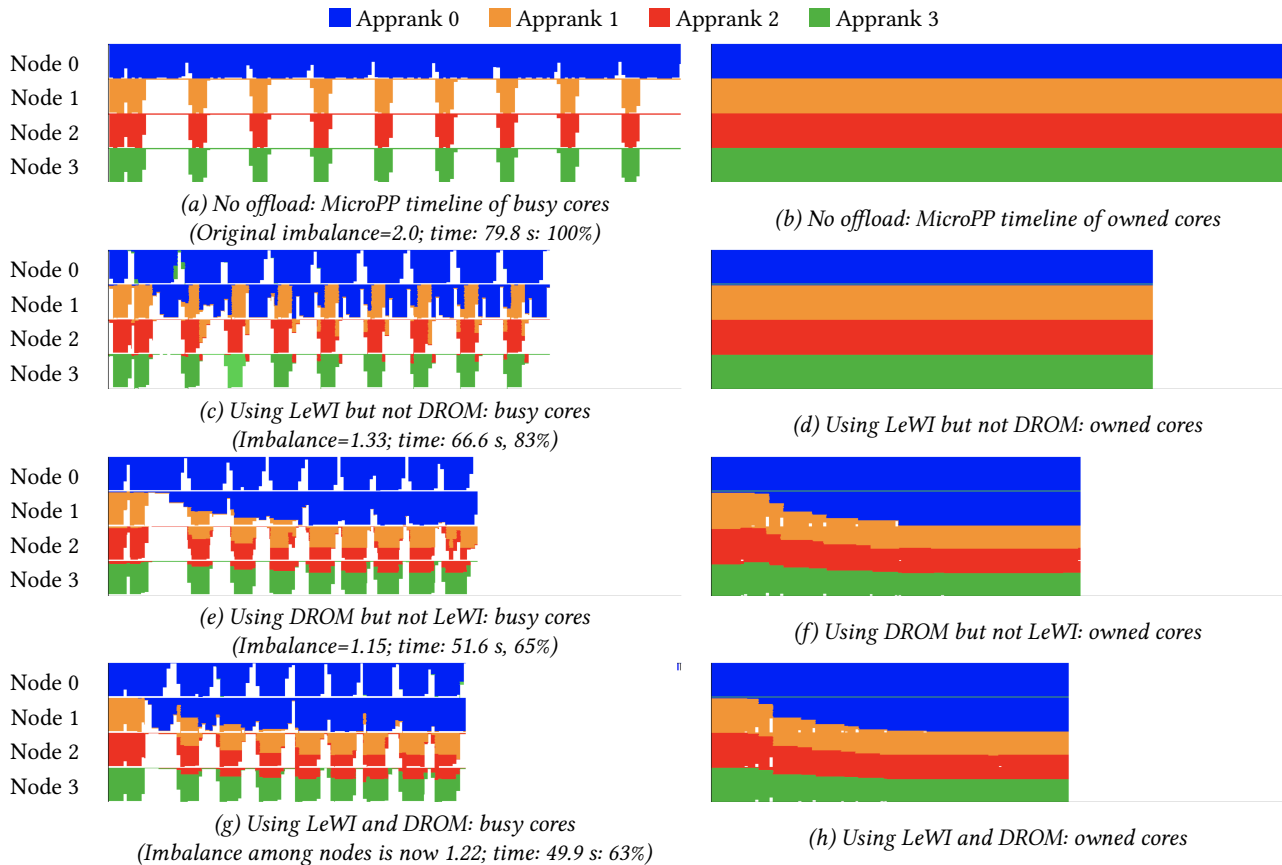 Apprank 0 Apprank 1 Apprank 2 Apprank 3
Node 0
Node 1
Node 2
Node 3
(a) No offload: MicroPP timeline of busy cores
(Original imbalance=2.0; time: 79.8 s: 100%)
(b) No offload: MicroPP timeline of owned cores
Node 0
Node 1
Node 2
Node 3
(c) Using LeWI but not DROM: busy cores
(Imbalance=1.33; time: 66.6 s, 83%)
(d) Using LeWI but not DROM: owned cores
Node 0
Node 1
Node 2
Node 3
(e) Using DROM but not LeWI: busy cores
(Imbalance=1.15; time: 51.6 s, 65%)
(f) Using DROM but not LeWI: owned cores
Node 0
Node 1
Node 2
Node 3
(g) Using LeWI and DROM: busy cores
(Imbalance among nodes is now 1.22; time: 49.9 s: 63%)
(h) Using LeWI and DROM: owned cores